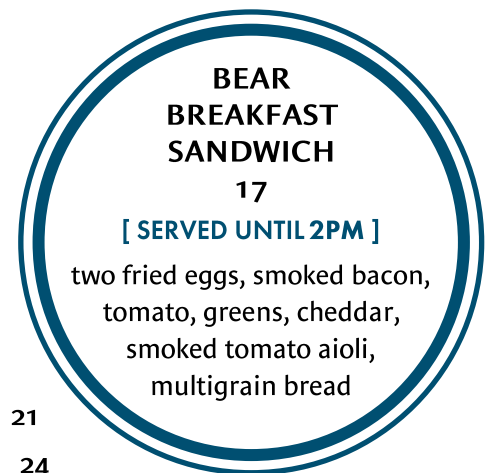 BEAR
BREAKFAST
SANDWICH
17
[ SERVED UNTIL 2PM ]
two fried eggs, smoked bacon,
tomato, greens, cheddar,
smoked tomato aioli,
multigrain bread
21
24